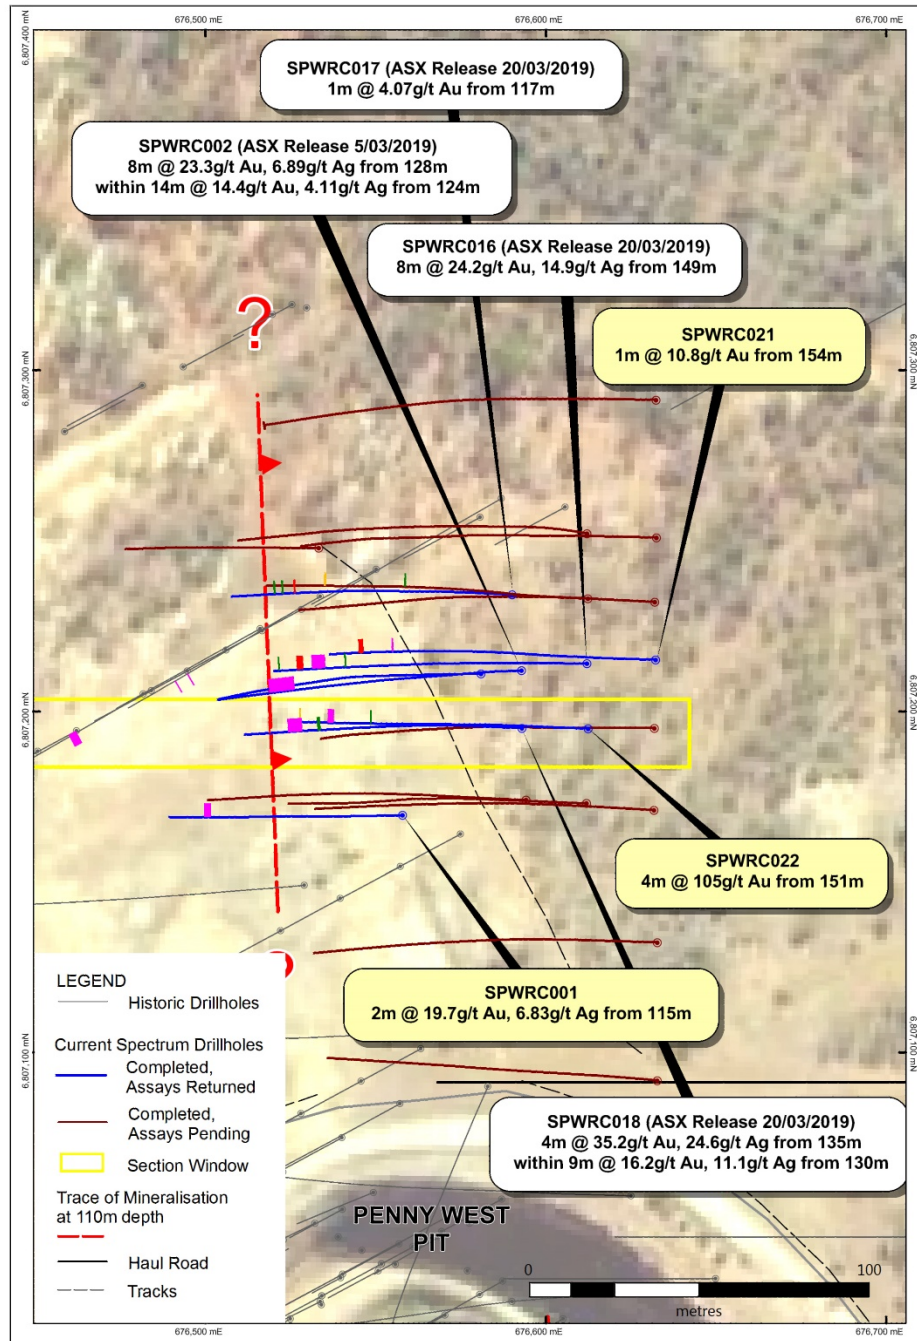 676,500 mE
676,600 mE
676,700 mE
6,807,400 mN
SPWRC017 (ASX Release 20/03/2019)
1m @ 4.07g/t Au from 117m
SPWRC002 (ASX Release 5/03/2019)
8m @ 23.3g/t Au, 6.89g/t Ag from 128m
within 14m @ 14.4g/t Au, 4.11g/t Ag from 124m
SPWRC016 (ASX Release 20/03/2019)
8m @ 24.2g/t Au, 14.9g/t Ag from 149m
?
SPWRC021
1m @ 10.8g/t Au from 154m
6,807,300 mN
6,807,300 mN
6,807,200 mN
6,807,200 mN
SPWRC022
4m @ 105g/t Au from 151m
SPWRC001
2m @ 19.7g/t Au, 6.83g/t Ag from 115m
6,807,100 mN
6,807,100 mN
SPWRC018 (ASX Release 20/03/2019)
4m @ 35.2g/t Au, 24.6g/t Ag from 135m
within 9m @ 16.2g/t Au, 11.1g/t Ag from 130m
LEGEND
Historic Drillholes
Current Spectrum Drillholes
Completed,
Assays Returned
Completed,
Assays Pending
Section Window
Trace of Mineralisation
at 110m depth
Haul Road
Tracks
PENNY WEST
PIT
0
100
metres
676,500 mE
676,600 mE
676,700 mE